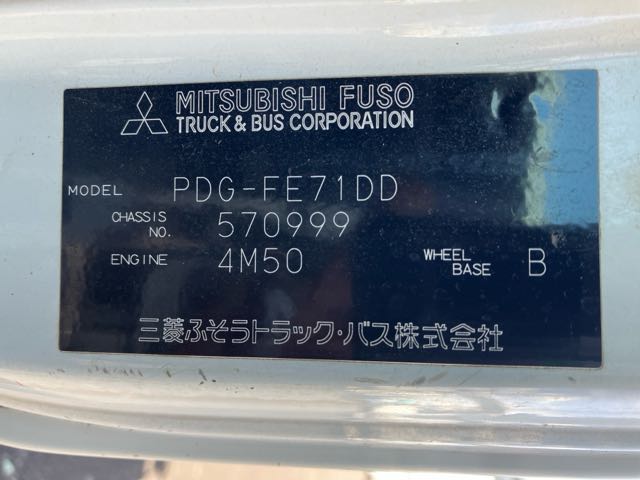 MITSUBISHI FUSO
TRUCK & BUS CORPORATION
MODEL PDG-FE71DD
CHASSIS NO. 570999
ENGINE 4M50 WHEEL BASE B
三菱ふそうトラック・バス株式会社